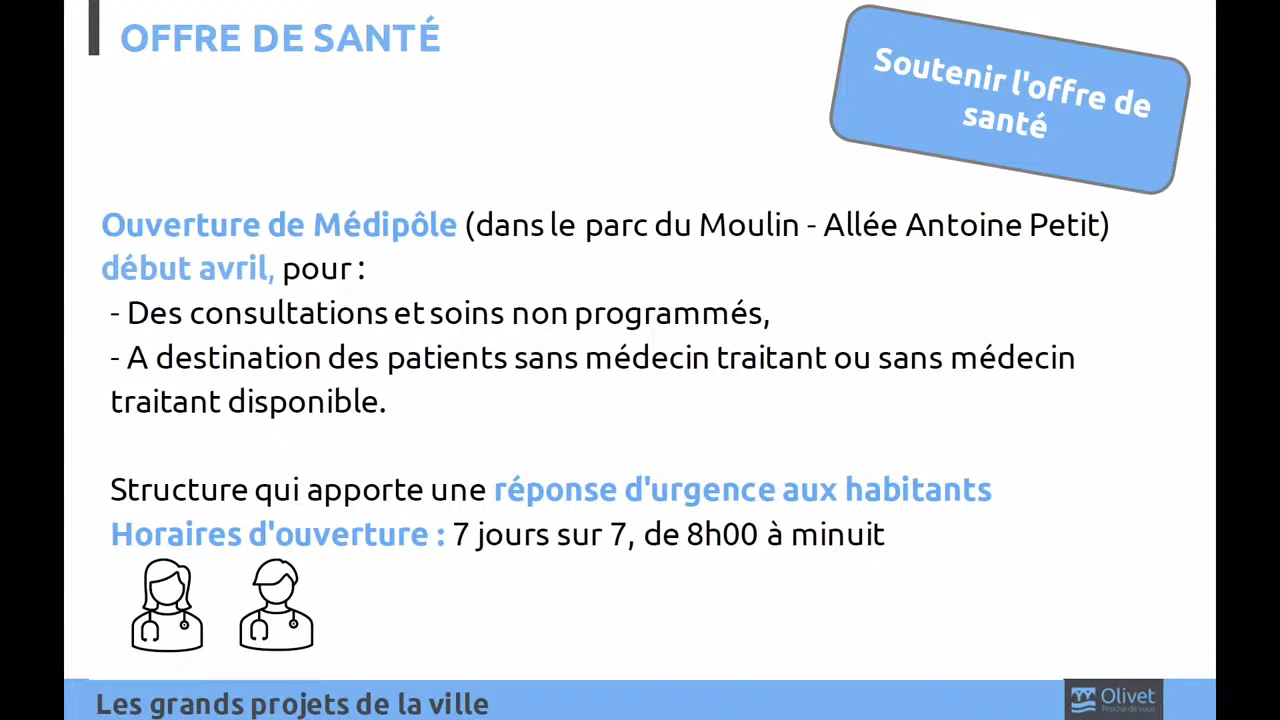 OFFRE DE SANTÉ
Soutenir l'offre de
santé
Ouverture de Médipôle (dans le parc du Moulin - Allée Antoine Petit)
début avril, pour :
- Des consultations et soins non programmés,
- A destination des patients sans médecin traitant ou sans médecin
traitant disponible.
Structure qui apporte une réponse d'urgence aux habitants
Horaires d'ouverture : 7 jours sur 7, de 8h00 à minuit
Les grands projets de la ville
Olivet
Proche de vous